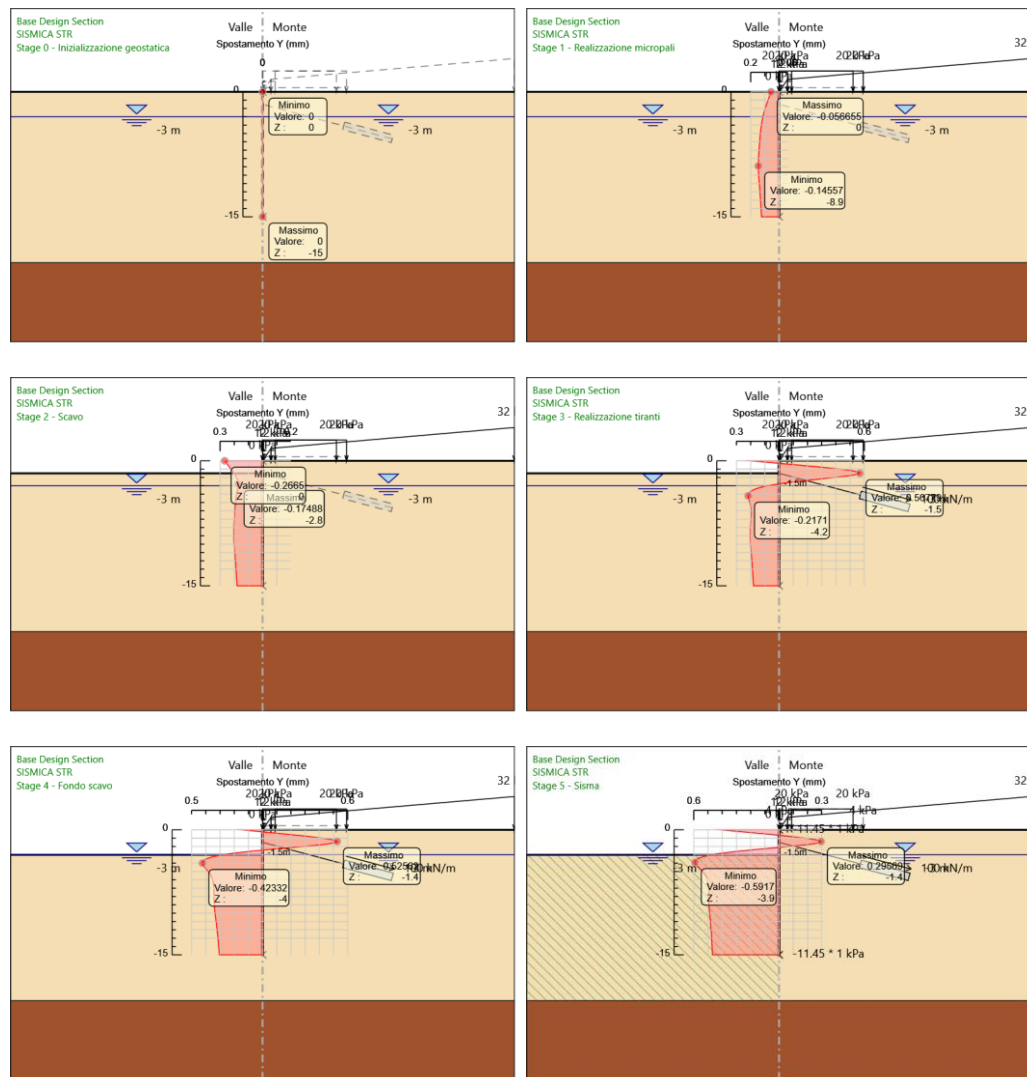 Base Design Section
SISMICA STR
Stage 0 - Inizializzazione geostatica
Valle Monte
Spostamento Y (mm)
0
0
Minimo
Valore: 0
Z : 0
-3 m
-3 m
-15
Massimo
Valore: 0
Z : -15
Base Design Section
SISMICA STR
Stage 1 - Realizzazione micropali
Valle Monte
Spostamento Y (mm)
32
0.2
0
Massimo
Valore: -0.056655
Z : 0
-3 m
-3 m
Minimo
Valore: -0.14557
Z : -8.9
-15
Base Design Section
SISMICA STR
Stage 2 - Scavo
Valle Monte
Spostamento Y (mm)
32
0.3
0
Minimo
Valore: -0.2665
Z : 0
Massimo
Valore: -0.17488
Z : -2.8
-3 m
-3 m
-15
Base Design Section
SISMICA STR
Stage 3 - Realizzazione tiranti
Valle Monte
Spostamento Y (mm)
32
0.3
0.6
0
-1.5m
Massimo
Z : -1.5
-3 m
Minimo
Valore: -0.2171
Z : -4.2
-15
Base Design Section
SISMICA STR
Stage 4 - Fondo scavo
Valle Monte
Spostamento Y (mm)
32
0.5
0.6
0
-1.5m
Massimo
Z : -1.4
-3 m
Minimo
Valore: -0.42332
Z : -4
-15
Base Design Section
SISMICA STR
Stage 5 - Sisma
Valle Monte
Spostamento Y (mm)
32
20 kPa
0.6
0.3
4 kPa
0
-11.45 * 1 kPa
-1.5m
Massimo
Z : -1.4
Minimo
Valore: -0.5917
Z : -3.9
-15
-11.45 * 1 kPa